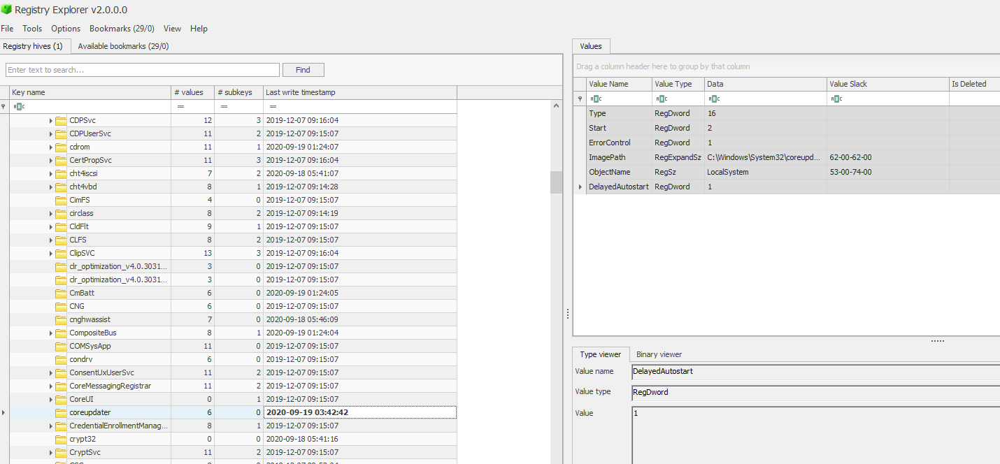 Registry Explorer v2.0.0.0
File Tools Options Bookmarks (29/0) View Help
Registry hives (1) Available bookmarks (29/0)
Enter text to search... Find
Key name # values # subkeys Last write timestamp
CDPSvc 12 3 2019-12-07 09:16:04
CDPUserSvc 11 2 2019-12-07 09:15:07
cdrom 11 1 2020-09-19 01:24:07
CertPropSvc 11 3 2019-12-07 09:16:04
cht4iscsi 7 2 2020-09-18 05:41:07
cht4vbd 8 1 2019-12-07 09:14:28
CimFS 4 0 2019-12-07 09:15:07
circlass 8 2 2019-12-07 09:14:19
CldFlt 9 1 2019-12-07 09:15:07
CLFS 8 2 2019-12-07 09:15:07
ClipSVC 13 3 2019-12-07 09:16:04
clr_optimization_v4.0.3031... 3 0 2019-12-07 09:15:07
clr_optimization_v4.0.3031... 3 0 2019-12-07 09:15:07
CmBatt 6 0 2020-09-19 01:24:05
CNG 6 0 2019-12-07 09:15:07
cnghwassist 7 0 2020-09-18 05:46:09
CompositeBus 8 1 2020-09-19 01:24:04
COMSysApp 11 0 2019-12-07 09:15:07
condrv 6 0 2019-12-07 09:15:07
ConsentUxUserSvc 11 2 2019-12-07 09:15:07
CoreMessagingRegistrar 11 2 2019-12-07 09:15:07
CoreUI 0 1 2019-12-07 09:15:07
coreupdater 6 0 2020-09-19 03:42:42
CredentialEnrollmentManag... 8 1 2019-12-07 09:15:07
crypt32 0 0 2020-09-18 05:41:16
CryptSvc 11 2 2019-12-07 09:15:07
Values
Drag a column header here to group by that column
Value Name Value Type Data Value Slack Is Deleted
Type RegDword 16
Start RegDword 2
ErrorControl RegDword 1
ImagePath RegExpandSz C:\Windows\System32\coreupd... 62-00-62-00
ObjectName RegSz LocalSystem 53-00-74-00
DelayedAutostart RegDword 1
Type viewer Binary viewer
Value name DelayedAutostart
Value type RegDword
Value 1